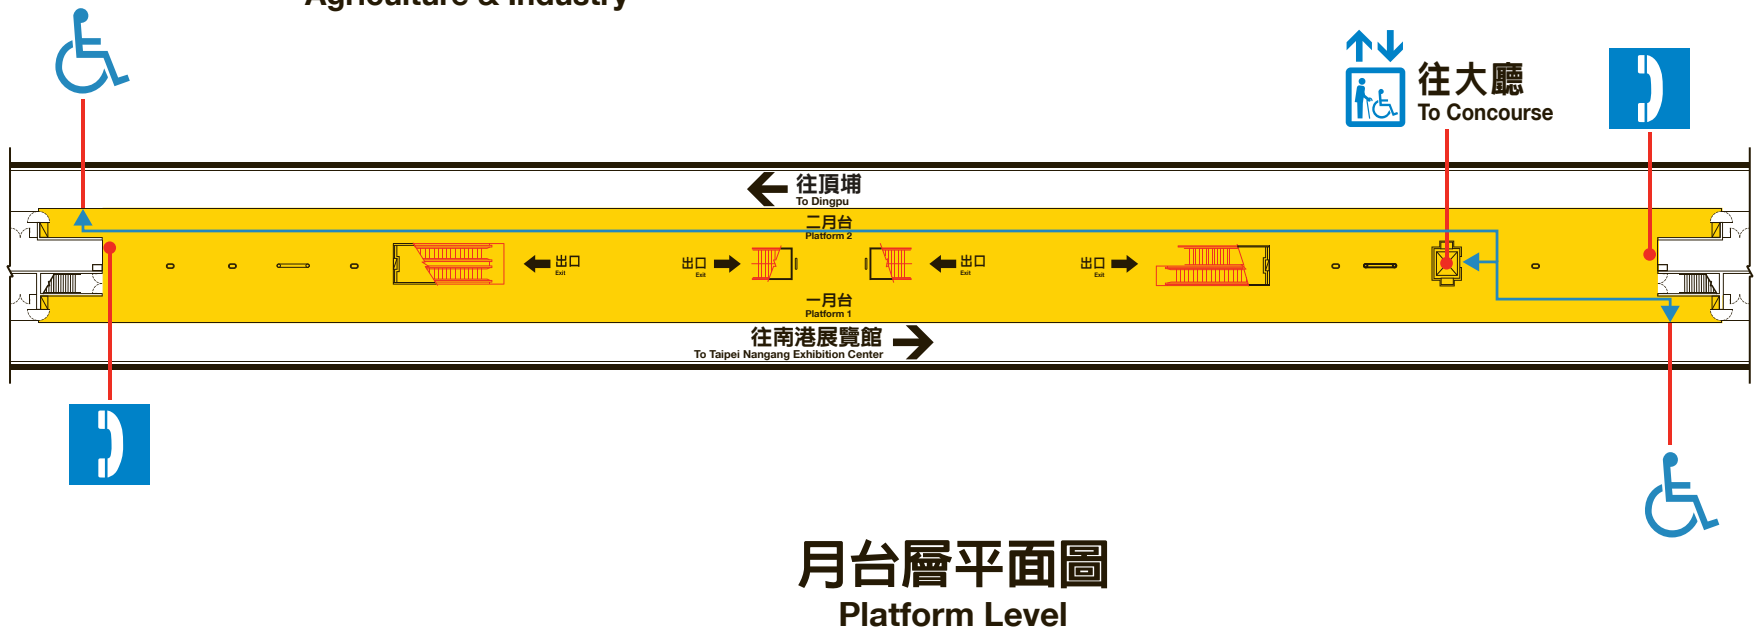 Agriculture & Industry
往大廳
To Concourse
往頂埔
To Dingpu
二月台
Platform 2
出口
Exit
出口
Exit
出口
Exit
出口
Exit
一月台
Platform 1
往南港展覽館
To Taipei Nangang Exhibition Center
月台層平面圖
Platform Level